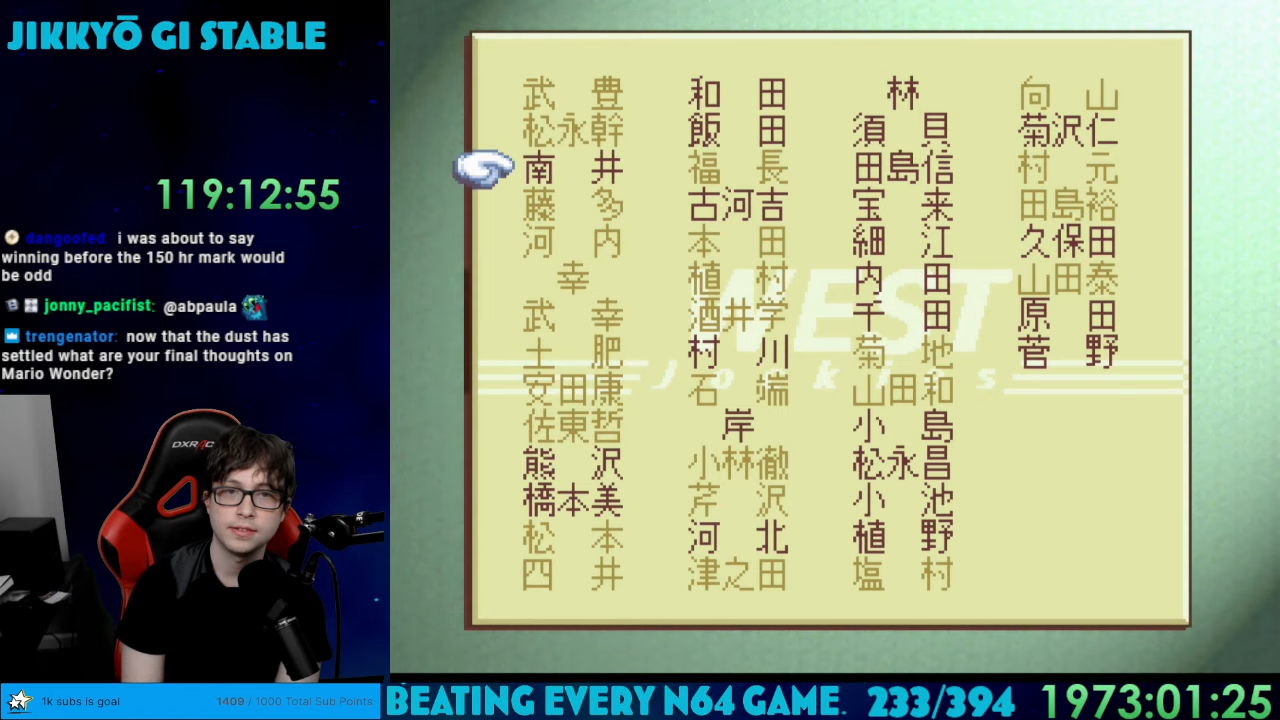 JIKKYŌ GI STABLE
119:12:55
dangoofed i was about to say
winning before the 150 hr mark would
be odd
jonny_pacifist: @abpaula
trengenator: now that the dust has
settled what are your final thoughts on
Mario Wonder?
DXRAC
1k subs is goal
1409 / 1000 Total Sub Points
武豊
松永幹
南井
藤多
河内
幸
武幸
土肥
安田康
佐東哲
熊沢
橋本美
松本
四井
和田
飯田
福長
古河吉
本田
植村
酒井学
村川
石端
岸
小林徹
芹沢
河北
津之田
林
須貝
田島信
宝来
細江
内田
千田
菊地
山田和
小島
松永昌
小池
植野
塩村
向山
菊沢仁
村元
田島裕
久保田
山田泰
原田
菅野
WEST
Jockies
BEATING EVERY N64 GAME. 233/394 1973:01:25